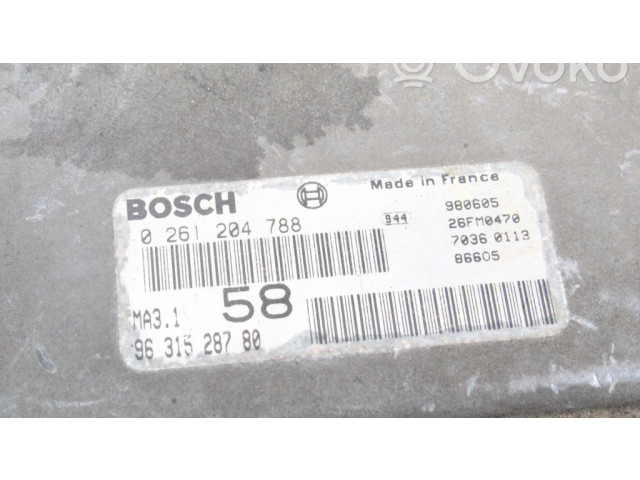 Ovoko
BOSCH
Made in France
0 261 204 788
944
980605
26FM0470
7036 0113
86605
58
MA3.1
96 315 287 80